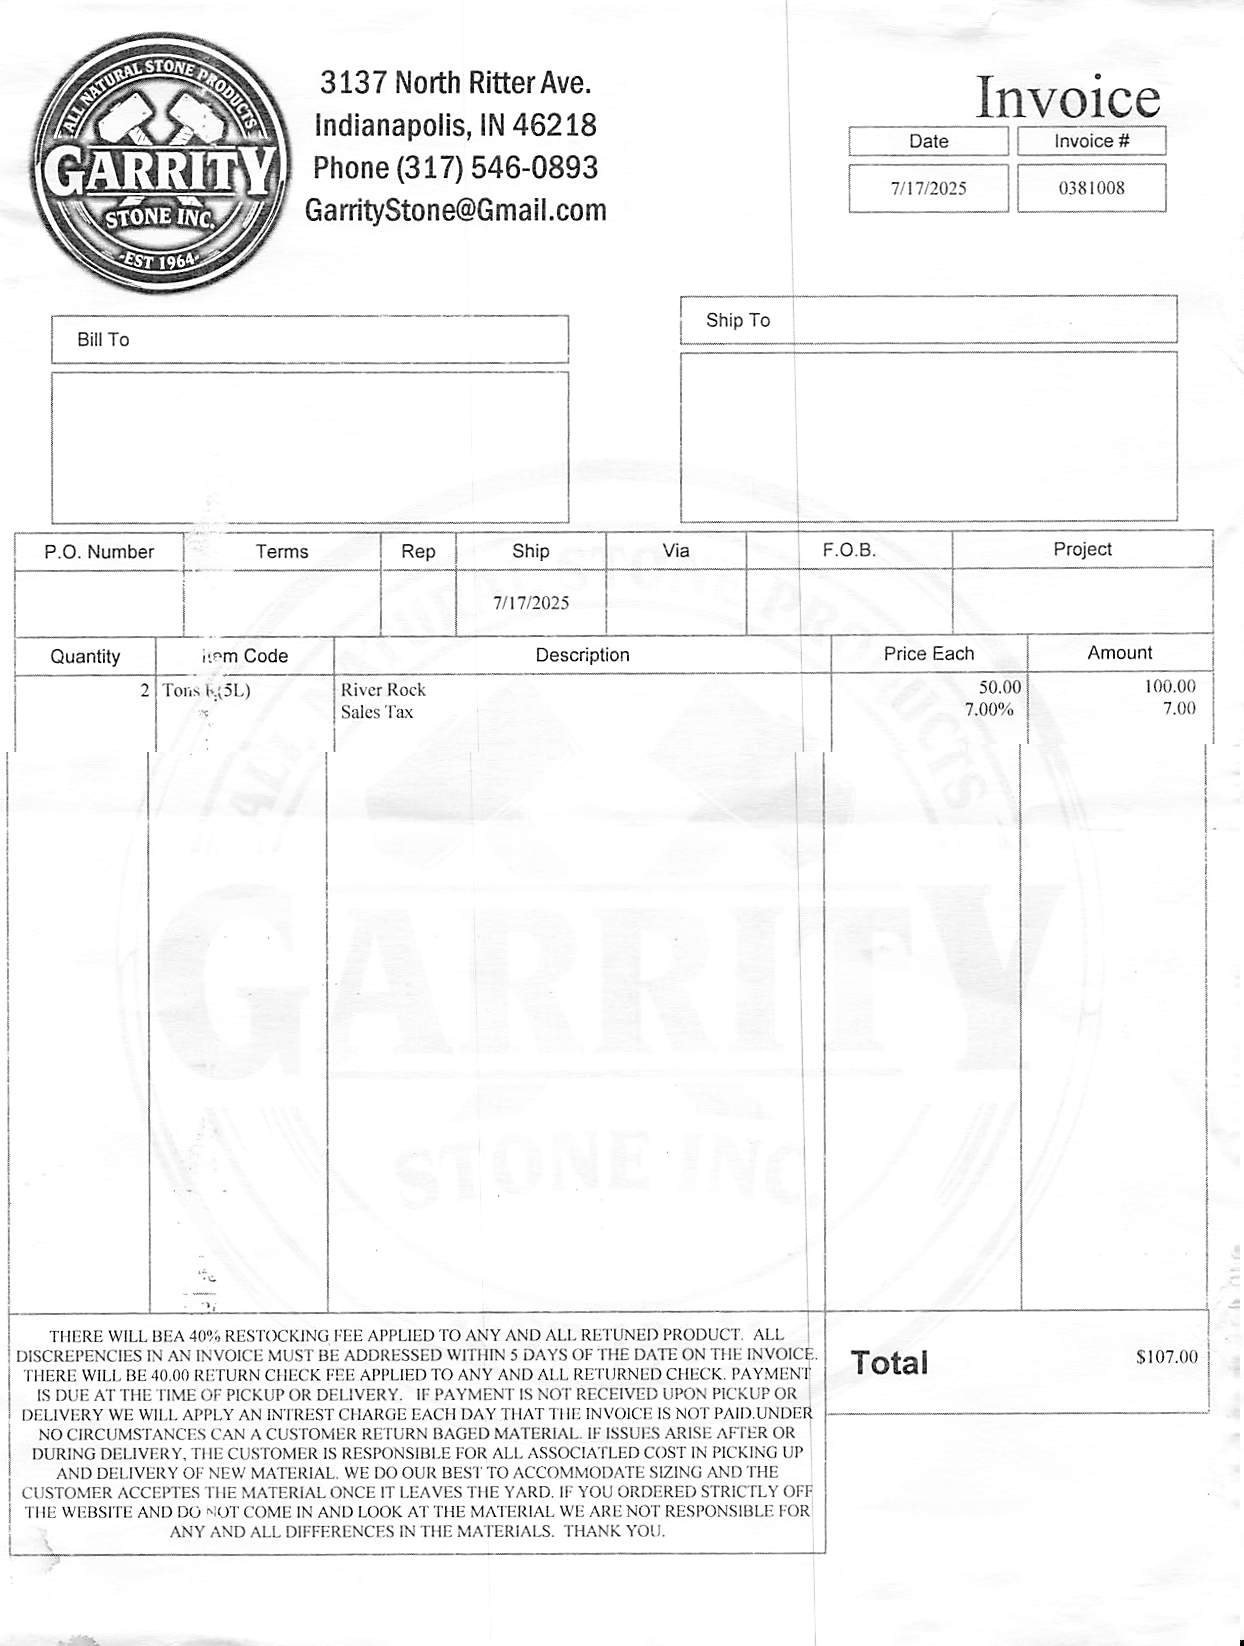 ALL NATURAL STONE PRODUCTS
GARRITY
STONE INC.
-EST 1964-
3137 North Ritter Ave.
Indianapolis, IN 46218
Phone (317) 546-0893
GarrityStone@Gmail.com
Invoice
Date Invoice #
7/17/2025 0381008
Bill To
Ship To
P.O. Number Terms Rep Ship Via F.O.B. Project
7/17/2025
Quantity Item Code Description Price Each Amount
2 Tons (5L) River Rock 50.00 100.00
Sales Tax 7.00% 7.00
ALL NATURAL STONE PRODUCTS
GARRITY
STONE INC
THERE WILL BEA 40% RESTOCKING FEE APPLIED TO ANY AND ALL RETUNED PRODUCT. ALL
DISCREPENCIES IN AN INVOICE MUST BE ADDRESSED WITHIN 5 DAYS OF THE DATE ON THE INVOICE.
THERE WILL BE 40.00 RETURN CHECK FEE APPLIED TO ANY AND ALL RETURNED CHECK. PAYMENT
IS DUE AT THE TIME OF PICKUP OR DELIVERY. IF PAYMENT IS NOT RECEIVED UPON PICKUP OR
DELIVERY WE WILL APPLY AN INTREST CHARGE EACH DAY THAT THE INVOICE IS NOT PAID.UNDER
NO CIRCUMSTANCES CAN A CUSTOMER RETURN BAGED MATERIAL. IF ISSUES ARISE AFTER OR
DURING DELIVERY, THE CUSTOMER IS RESPONSIBLE FOR ALL ASSOCIATLED COST IN PICKING UP
AND DELIVERY OF NEW MATERIAL. WE DO OUR BEST TO ACCOMMODATE SIZING AND THE
CUSTOMER ACCEPTES THE MATERIAL ONCE IT LEAVES THE YARD. IF YOU ORDERED STRICTLY OFF
THE WEBSITE AND DO NOT COME IN AND LOOK AT THE MATERIAL WE ARE NOT RESPONSIBLE FOR
ANY AND ALL DIFFERENCES IN THE MATERIALS. THANK YOU.
Total $107.00